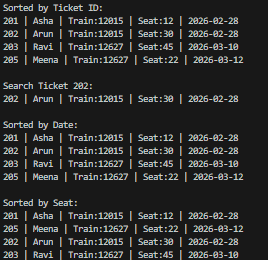 Sorted by Ticket ID:
201 | Asha | Train:12015 | Seat:12 | 2026-02-28
202 | Arun | Train:12015 | Seat:30 | 2026-02-28
203 | Ravi | Train:12627 | Seat:45 | 2026-03-10
205 | Meena | Train:12627 | Seat:22 | 2026-03-12
Search Ticket 202:
202 | Arun | Train:12015 | Seat:30 | 2026-02-28
Sorted by Date:
201 | Asha | Train:12015 | Seat:12 | 2026-02-28
202 | Arun | Train:12015 | Seat:30 | 2026-02-28
203 | Ravi | Train:12627 | Seat:45 | 2026-03-10
205 | Meena | Train:12627 | Seat:22 | 2026-03-12
Sorted by Seat:
201 | Asha | Train:12015 | Seat:12 | 2026-02-28
205 | Meena | Train:12627 | Seat:22 | 2026-03-12
202 | Arun | Train:12015 | Seat:30 | 2026-02-28
203 | Ravi | Train:12627 | Seat:45 | 2026-03-10